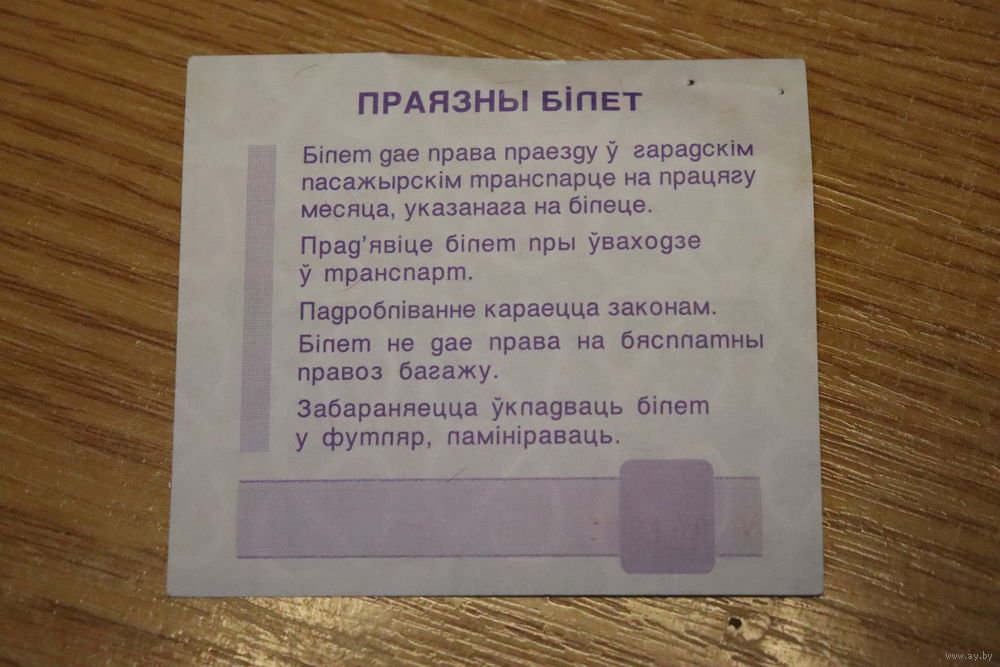 ПРАЯЗНЫ БІЛЕТ
Білет дае права праезду ў гарадскім
пасажырскім транспарце на працягу
месяца, указанага на білеце.
Прад'явіце білет пры ўваходзе
ў транспарт.
Падробліванне караецца законам.
Білет не дае права на бясплатны
правоз багажу.
Забараняецца ўкладваць білет
у футляр, ламініраваць.
www.ay.by